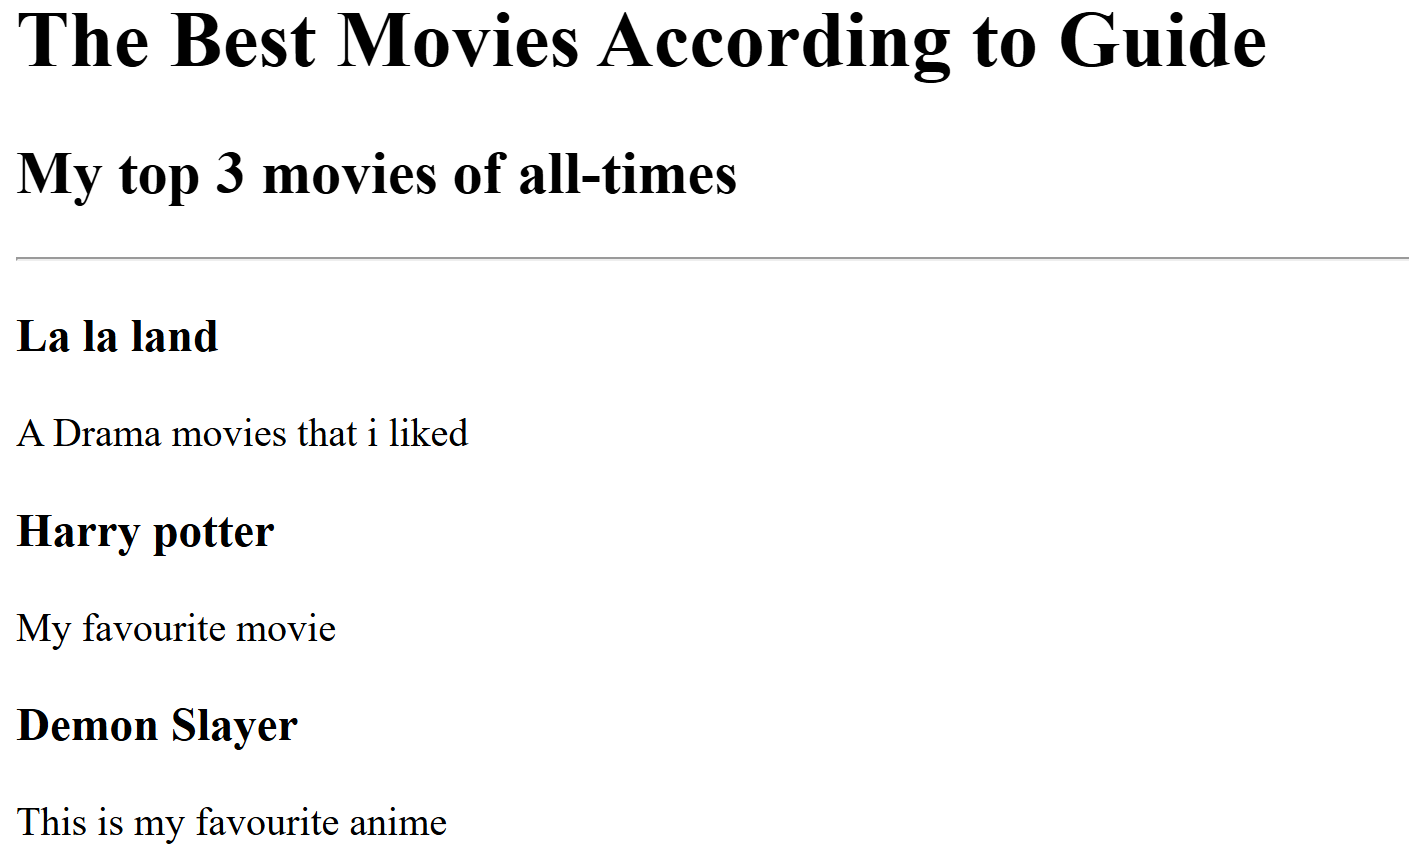 The Best Movies According to Guide
My top 3 movies of all-times
La la land
A Drama movies that i liked
Harry potter
My favourite movie
Demon Slayer
This is my favourite anime